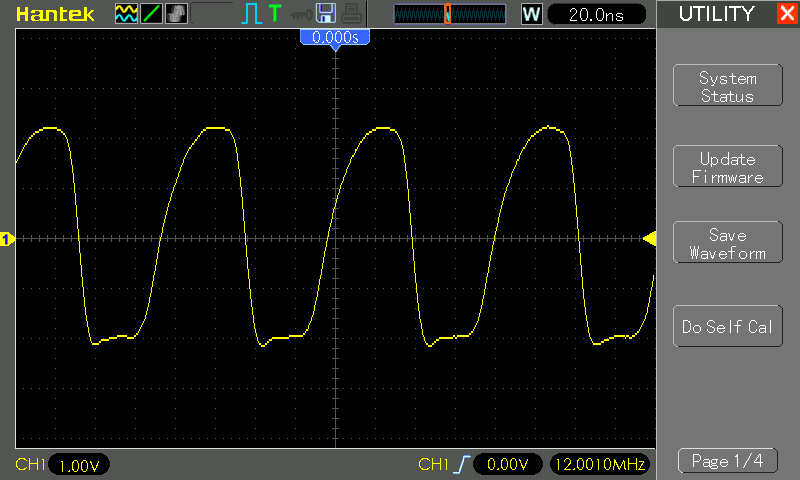 Hantek
T
W
20.0ns
UTILITY
0.000s
System
Status
Update
Firmware
1
Save
Waveform
Do Self Cal
CH1 1.00V
CH1 0.00V 12.0010MHz
Page 1/4